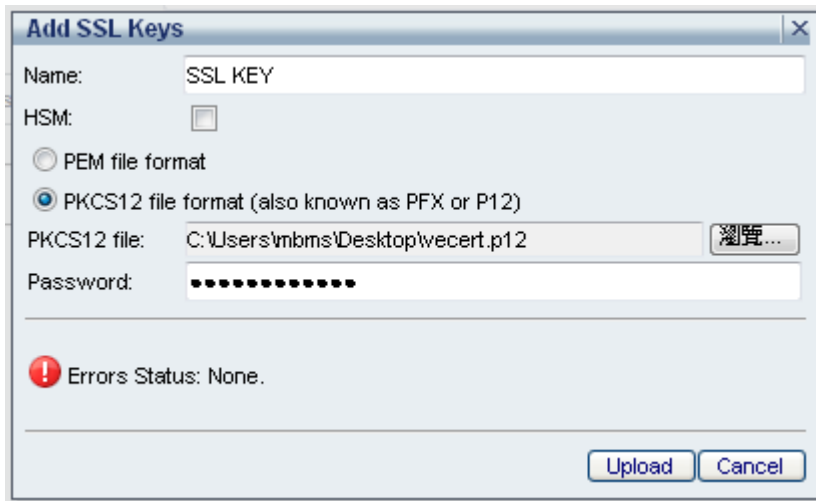 Add SSL Keys
Name: SSL KEY
HSM:
PEM file format
PKCS12 file format (also known as PFX or P12)
PKCS12 file: C:\Users\mbms\Desktop\vecert.p12 瀏覽...
Password: ●●●●●●●●●●●●
Errors Status: None.
Upload Cancel